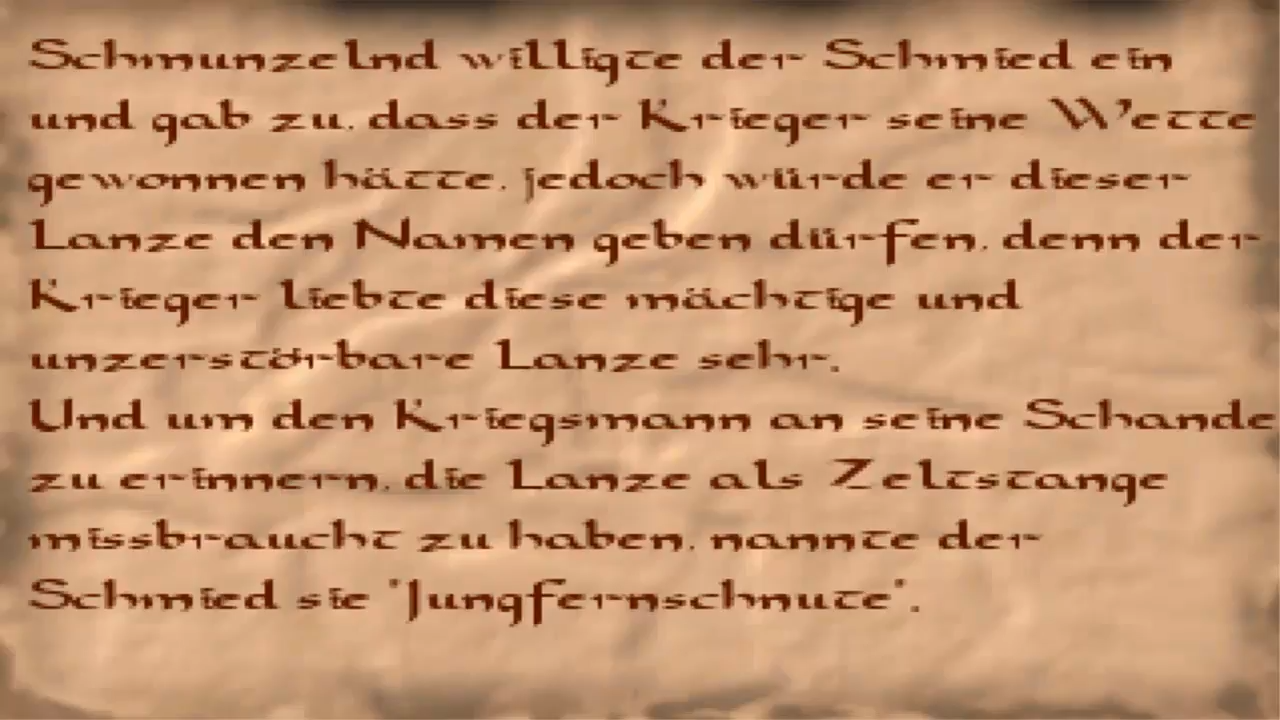 Schmunzelnd willigte der Schmied ein
und gab zu, dass der Krieger seine Wette
gewonnen hätte, jedoch würde er dieser
Lanze den Namen geben dürfen, denn der
Krieger liebte diese mächtige und
unzerstörbare Lanze sehr.
Und um den Kriegsmann an seine Schande
zu erinnern, die Lanze als Zeltstange
missbraucht zu haben, nannte der
Schmied sie "Jungfernschnute".